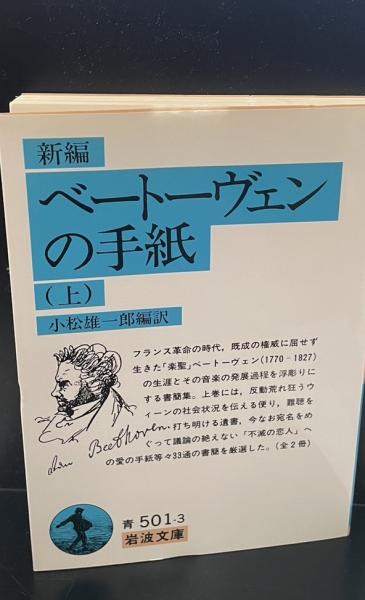 新編
ベートーヴェン
の手紙
(上)
小松雄一郎編訳
フランス革命の時代，既成の権威に屈せず
生きた「楽聖」ベートーヴェン(1770‐1827)
の生涯とその音楽の発展過程を浮彫りに
する書簡集。上巻には，反動荒れ狂うウ
ィーンの社会状況を伝える便り，難聴を
打ち明ける遺書，今なお宛名をめ
ぐって議論の絶えない「不滅の恋人」へ
の愛の手紙等々33通の書簡を厳選した。(全2冊)
Beethoven
青 501-3
岩波文庫